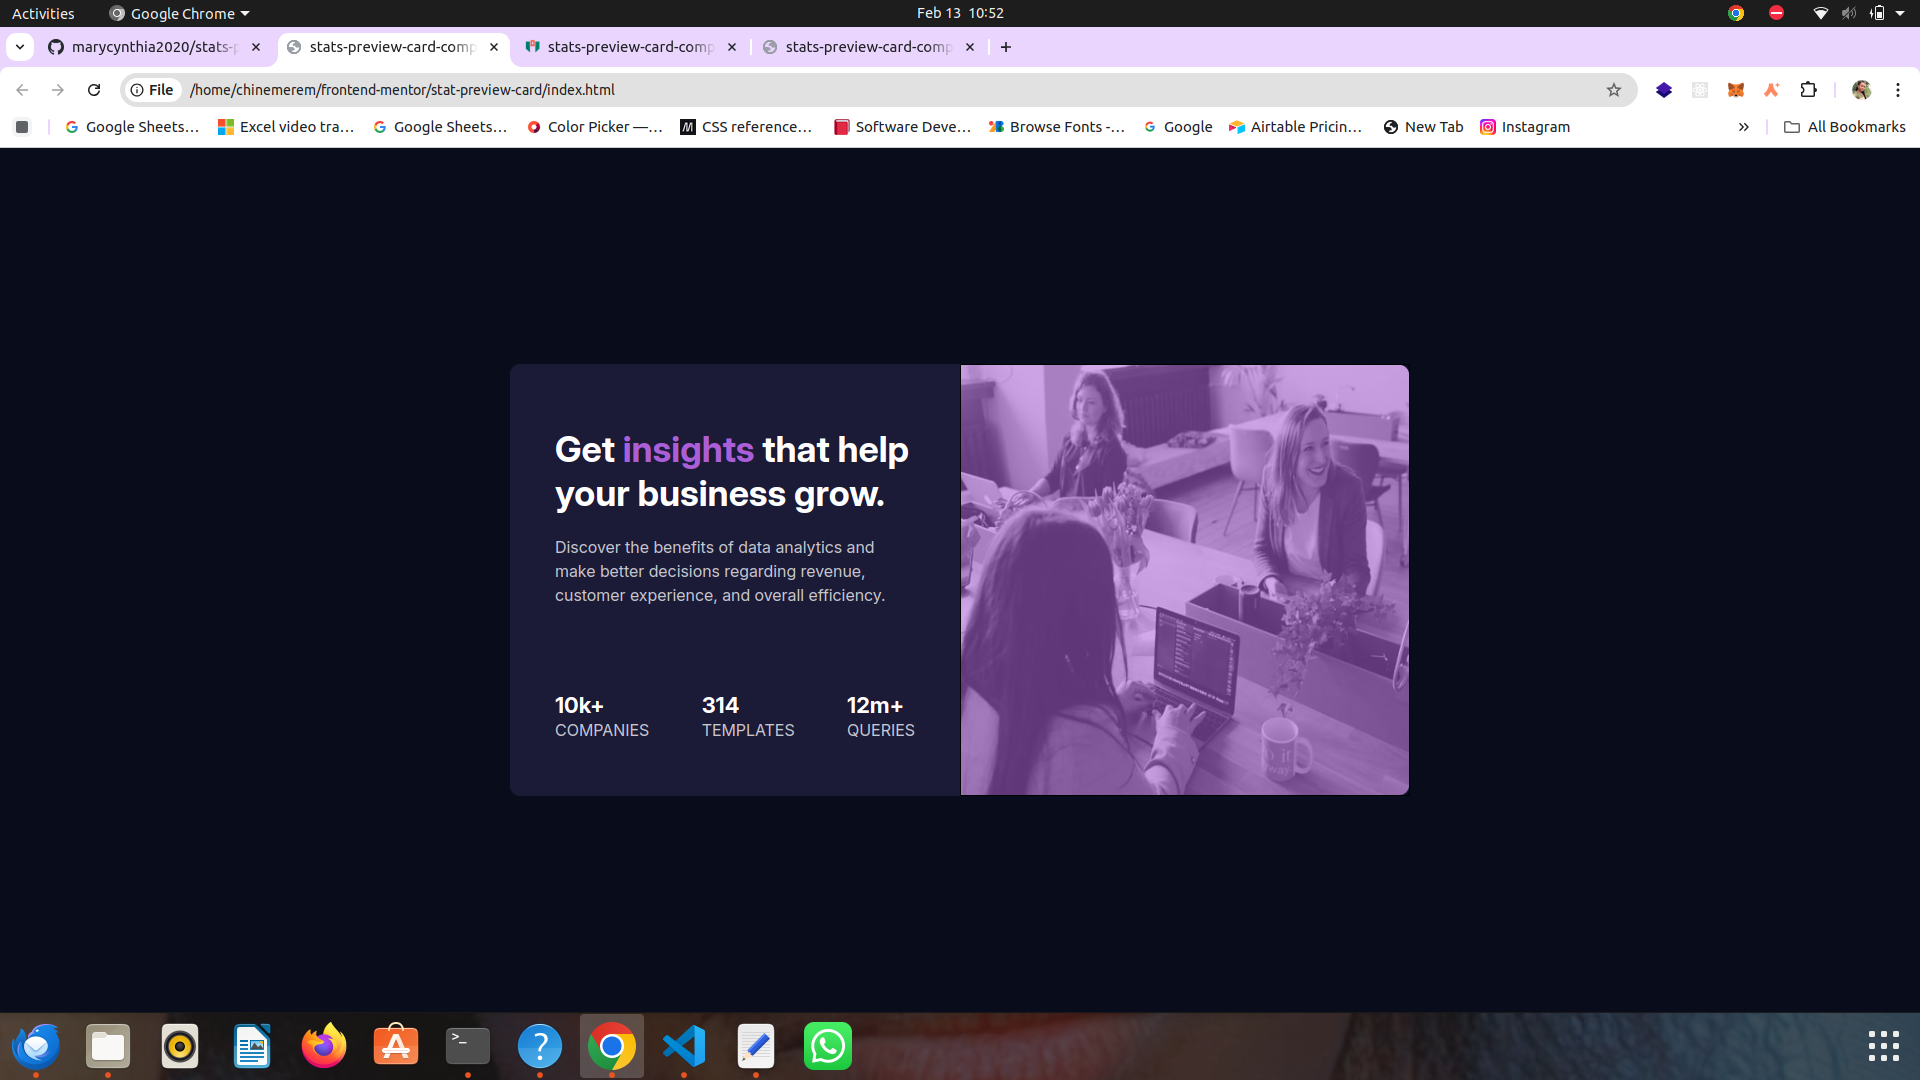 Activities
Google Chrome
Feb 13 10:52
marycynthia2020/stats-p
stats-preview-card-comp
stats-preview-card-comp
stats-preview-card-comp
File
/home/chinemerem/frontend-mentor/stat-preview-card/index.html
Google Sheets…
Excel video tra…
Google Sheets…
Color Picker —…
CSS reference…
Software Deve…
Browse Fonts -…
Google
Airtable Pricin…
New Tab
Instagram
All Bookmarks
Get insights that help
your business grow.
Discover the benefits of data analytics and
make better decisions regarding revenue,
customer experience, and overall efficiency.
10k+
COMPANIES
314
TEMPLATES
12m+
QUERIES